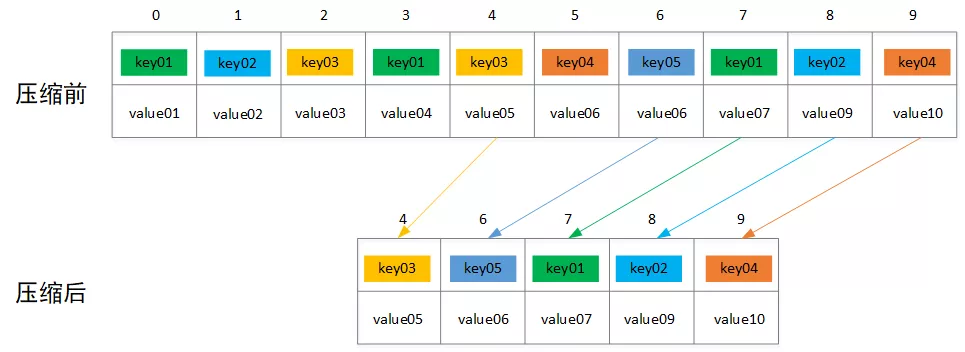 0 1 2 3 4 5 6 7 8 9
压缩前
key01 key02 key03 key01 key03 key04 key05 key01 key02 key04
value01 value02 value03 value04 value05 value06 value06 value07 value09 value10
4 6 7 8 9
压缩后
key03 key05 key01 key02 key04
value05 value06 value07 value09 value10